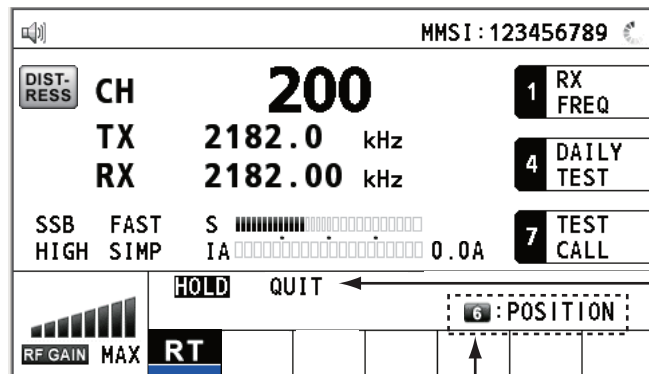 MMSI:123456789
DIST-
RESS
CH 200
1 RX
FREQ
TX 2182.0 kHz
RX 2182.00 kHz
4 DAILY
TEST
SSB FAST S
HIGH SIMP IA 0.0A
7 TEST
CALL
HOLD QUIT
6 :POSITION
RF GAIN MAX RT